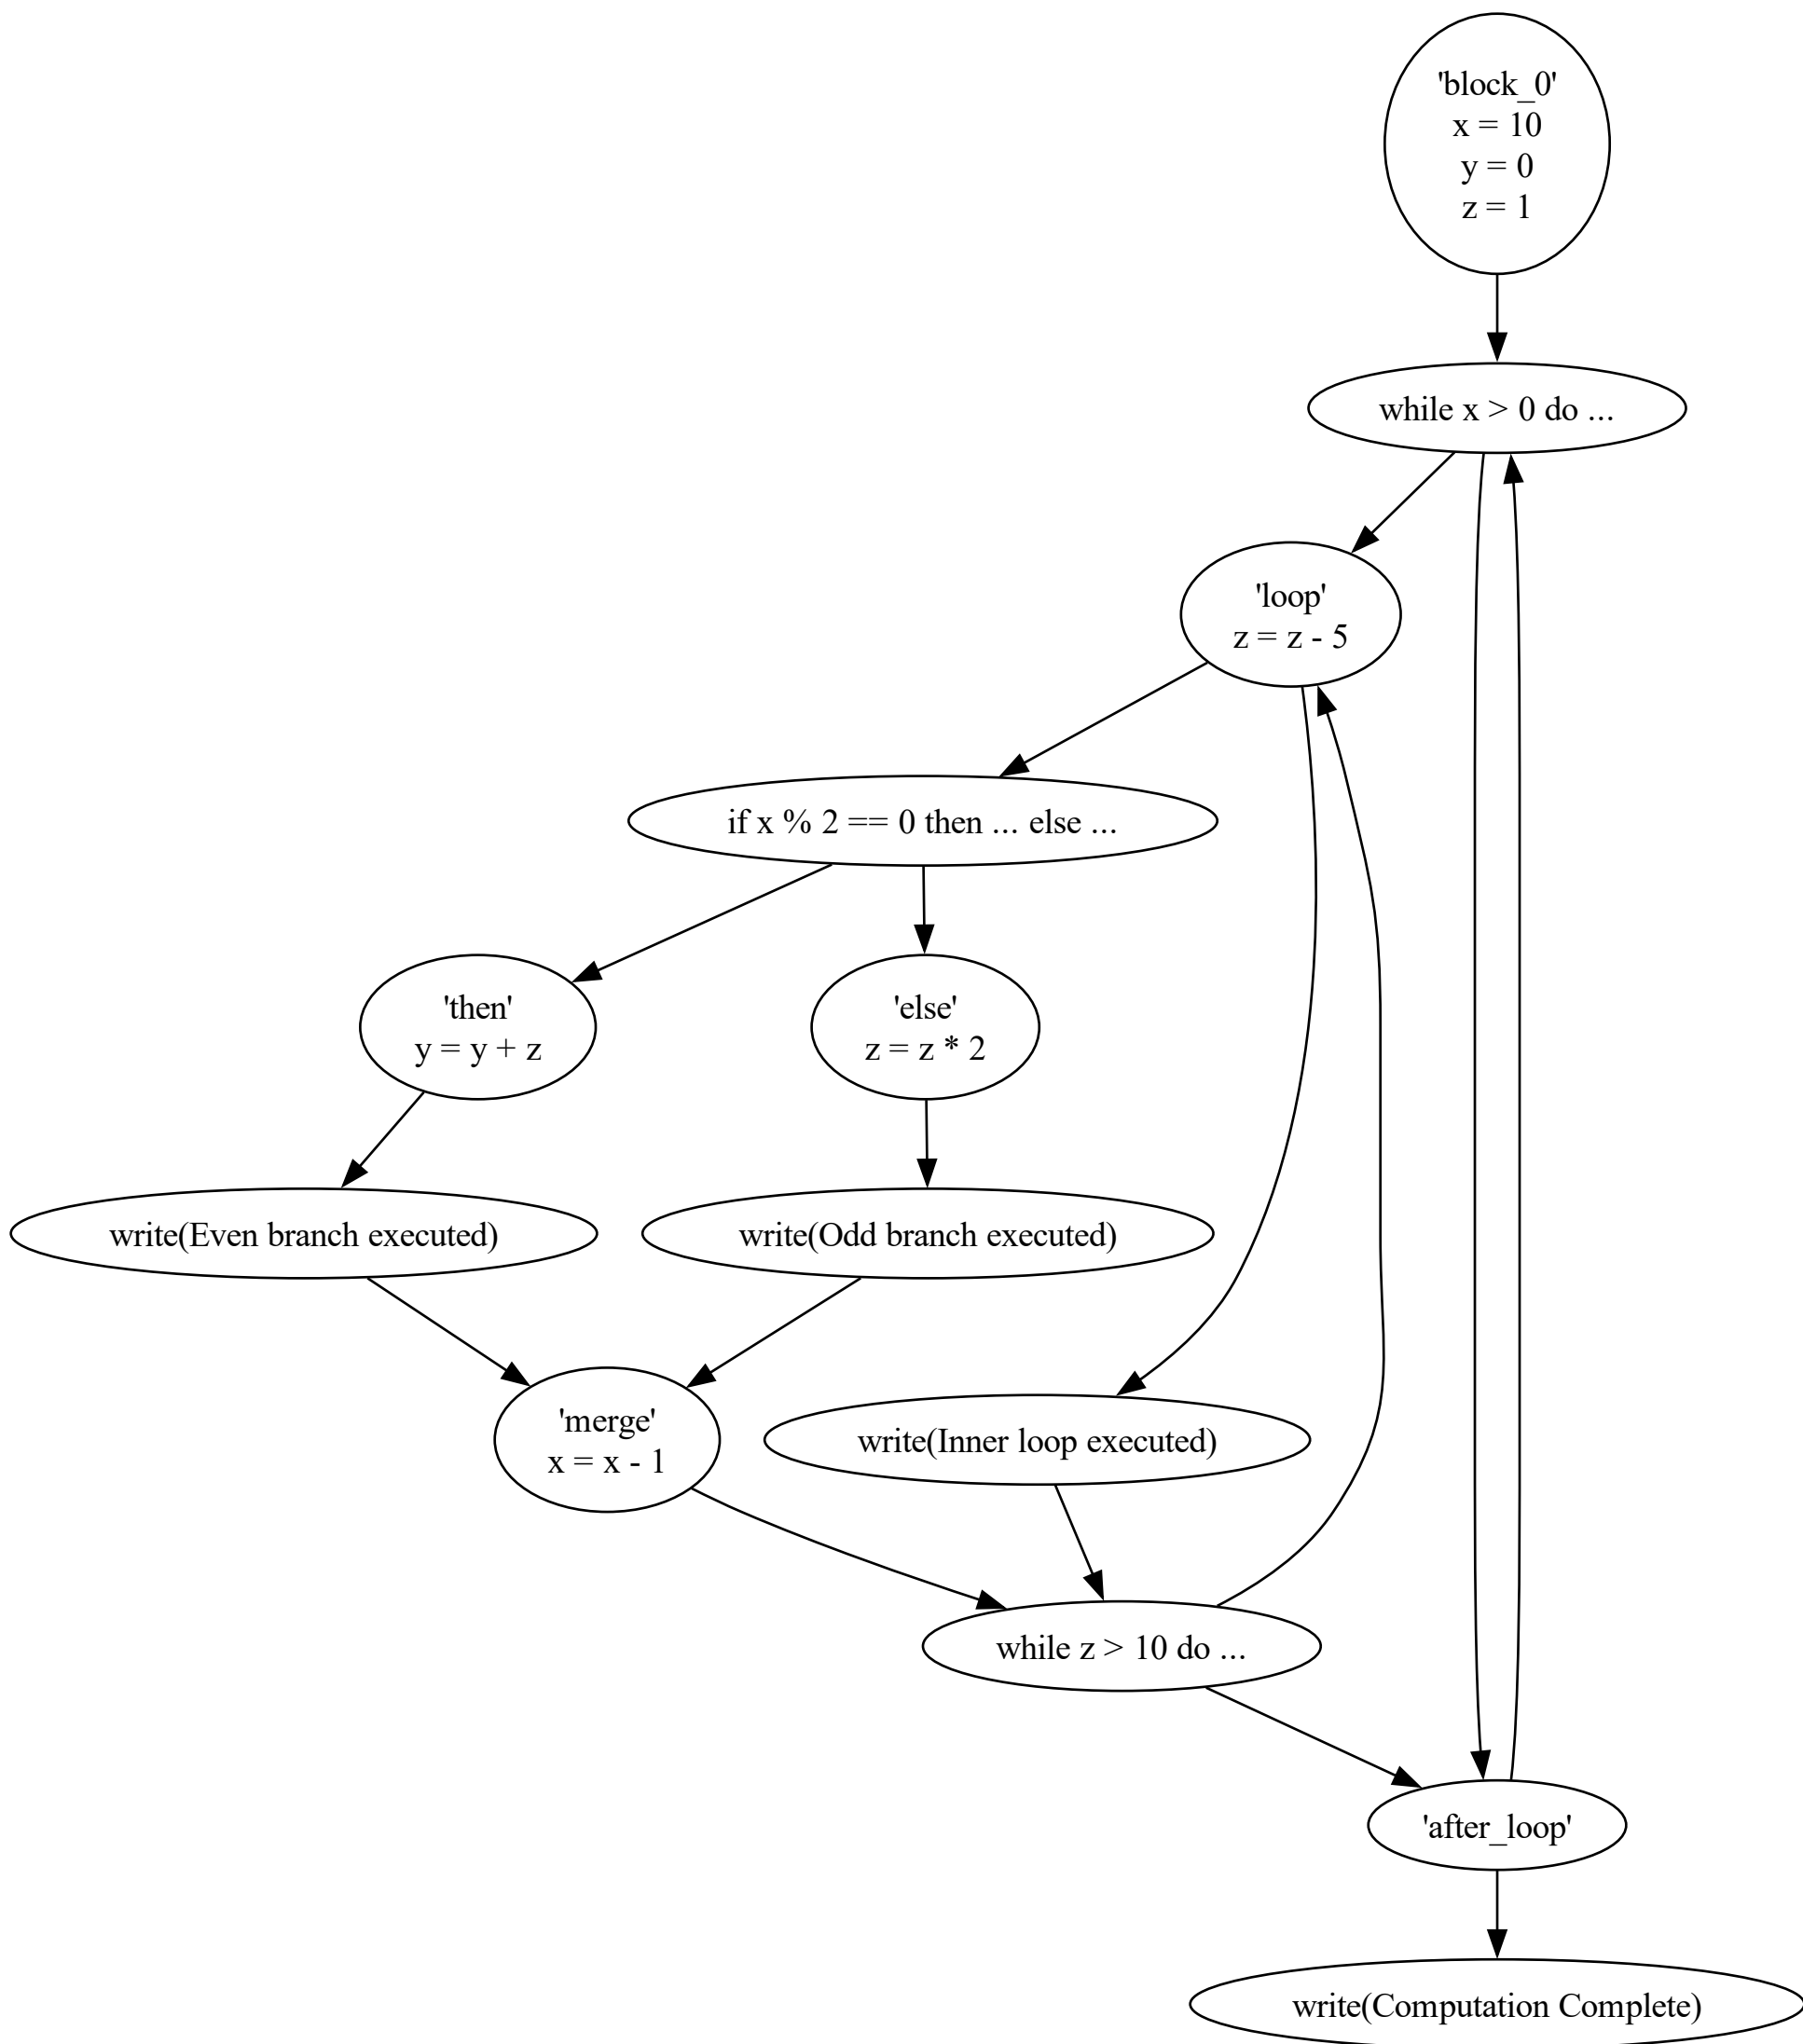 'block_0'
x = 10
y = 0
z = 1
while x > 0 do ...
'loop'
z = z - 5
if x % 2 == 0 then ... else ...
'then'
y = y + z
'else'
z = z * 2
write(Even branch executed)
write(Odd branch executed)
'merge'
x = x - 1
write(Inner loop executed)
while z > 10 do ...
'after_loop'
write(Computation Complete)